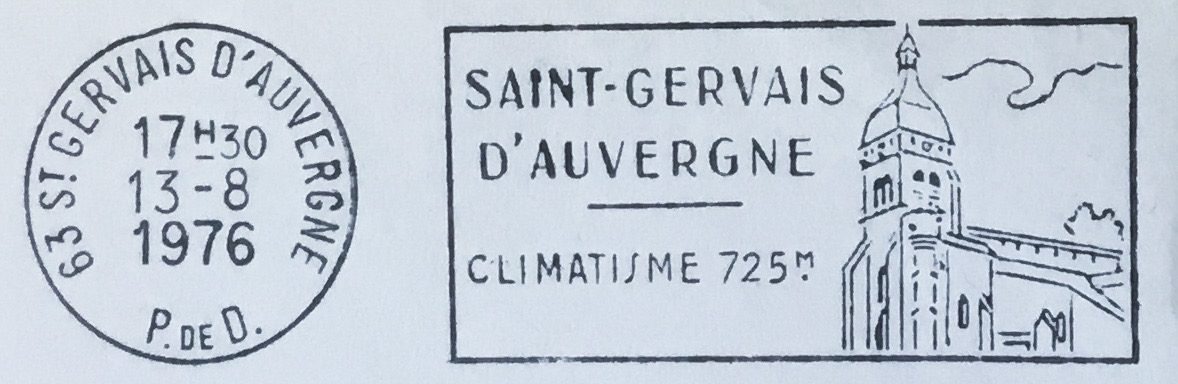 63 ST. GERVAIS D'AUVERGNE
17H30
13-8
1976
P. DE D.
SAINT-GERVAIS
D'AUVERGNE
CLIMATISME 725M.